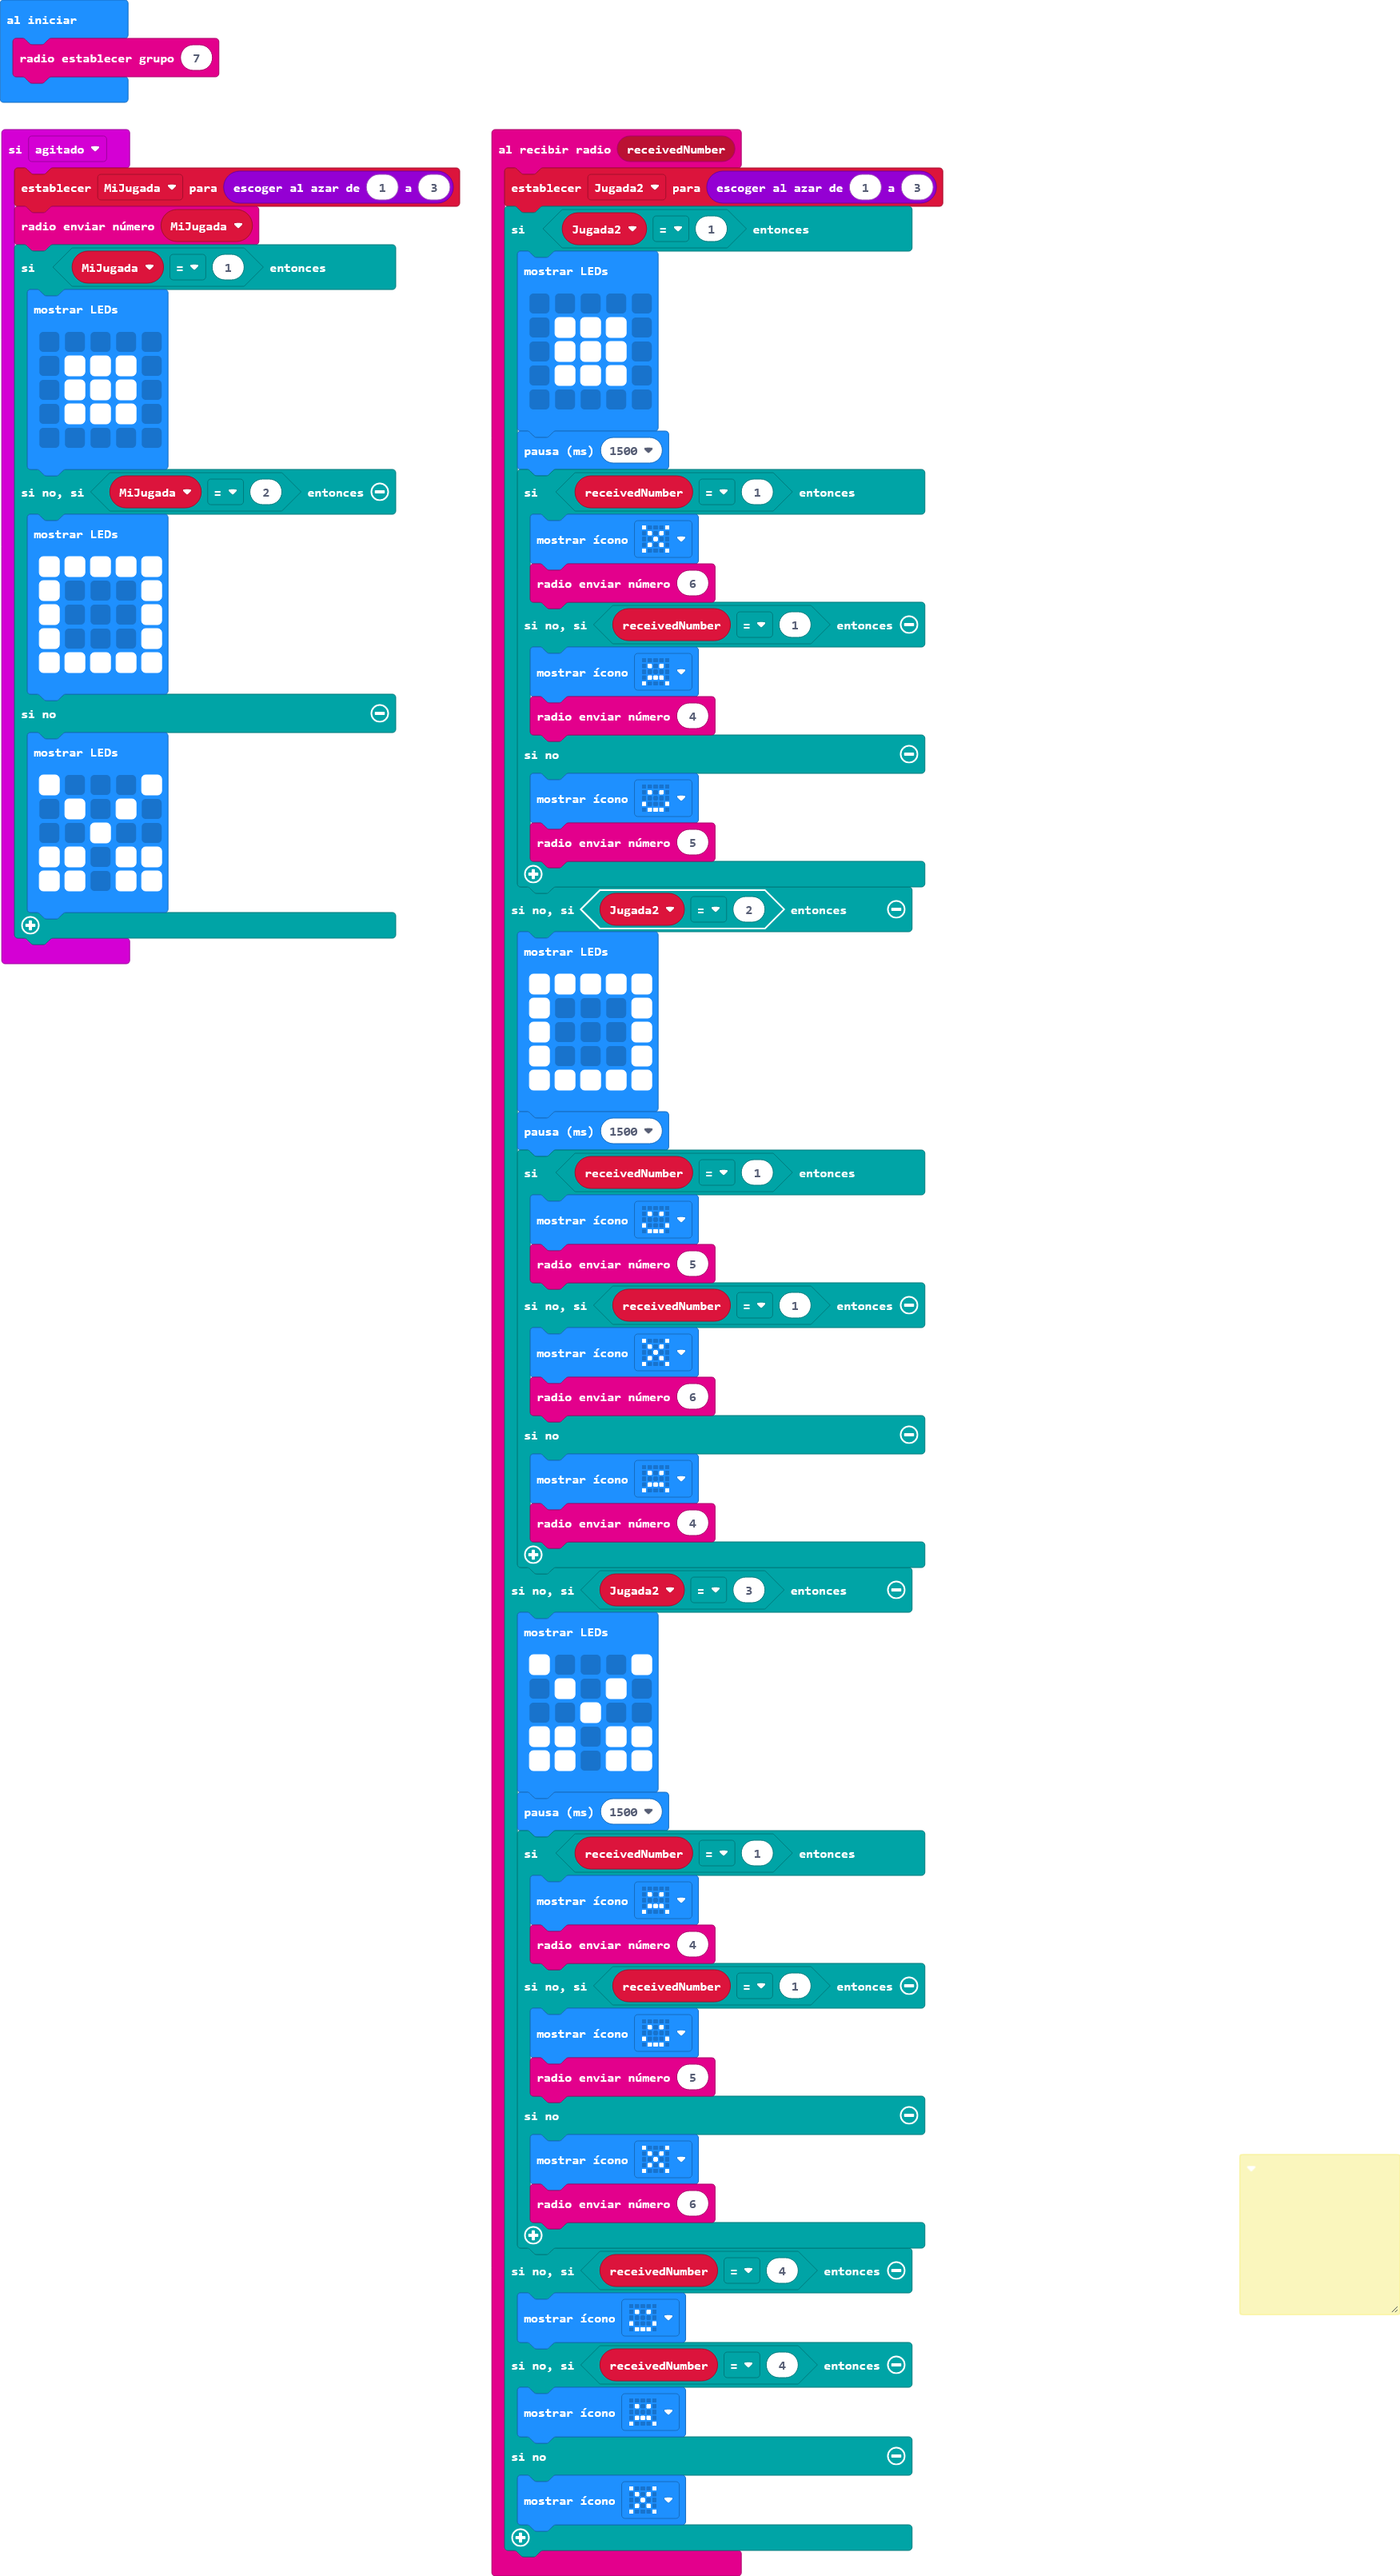 al iniciar
radio establecer grupo 7
si agitado
establecer MiJugada para escoger al azar de 1 a 3
radio enviar número MiJugada
si MiJugada = 1 entonces
mostrar LEDs
si no, si MiJugada = 2 entonces
mostrar LEDs
si no
mostrar LEDs
al recibir radio receivedNumber
establecer Jugada2 para escoger al azar de 1 a 3
si Jugada2 = 1 entonces
mostrar LEDs
pausa (ms) 1500
si receivedNumber = 1 entonces
mostrar ícono
radio enviar número 6
si no, si receivedNumber = 1 entonces
mostrar ícono
radio enviar número 4
si no
mostrar ícono
radio enviar número 5
si no, si Jugada2 = 2 entonces
mostrar LEDs
pausa (ms) 1500
si receivedNumber = 1 entonces
mostrar ícono
radio enviar número 5
si no, si receivedNumber = 1 entonces
mostrar ícono
radio enviar número 6
si no
mostrar ícono
radio enviar número 4
si no, si Jugada2 = 3 entonces
mostrar LEDs
pausa (ms) 1500
si receivedNumber = 1 entonces
mostrar ícono
radio enviar número 4
si no, si receivedNumber = 1 entonces
mostrar ícono
radio enviar número 5
si no
mostrar ícono
radio enviar número 6
si no, si receivedNumber = 4 entonces
mostrar ícono
si no, si receivedNumber = 4 entonces
mostrar ícono
si no
mostrar ícono